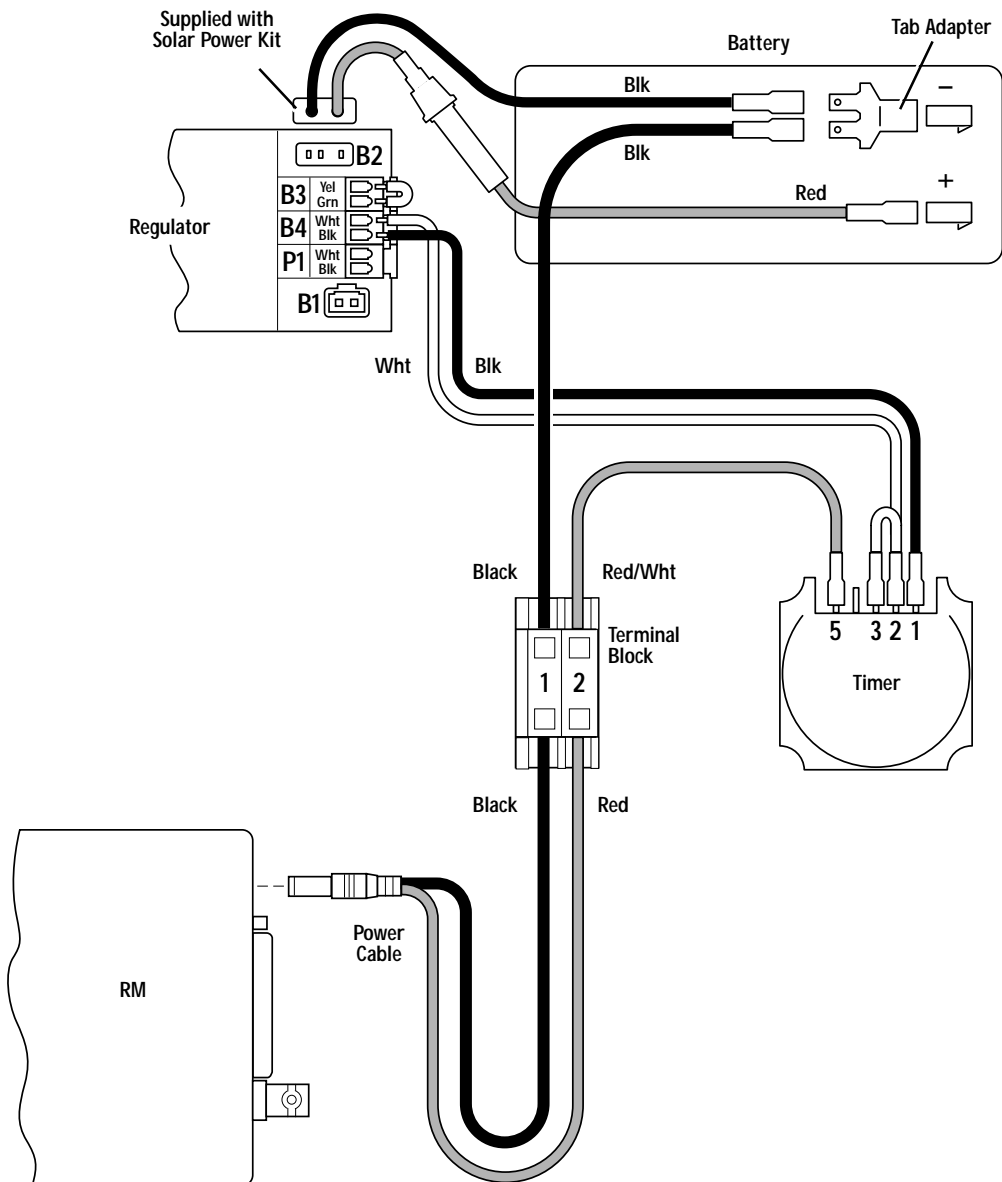 Supplied with
Solar Power Kit
Battery
Tab Adapter
Blk
−
Blk
B2
+
B3 Yel
Grn
Red
Regulator
B4 Wht
Blk
P1 Wht
Blk
B1
Wht
Blk
Black
Red/Wht
5 3 2 1
Terminal
Block
1 2
Timer
Black
Red
Power
Cable
RM